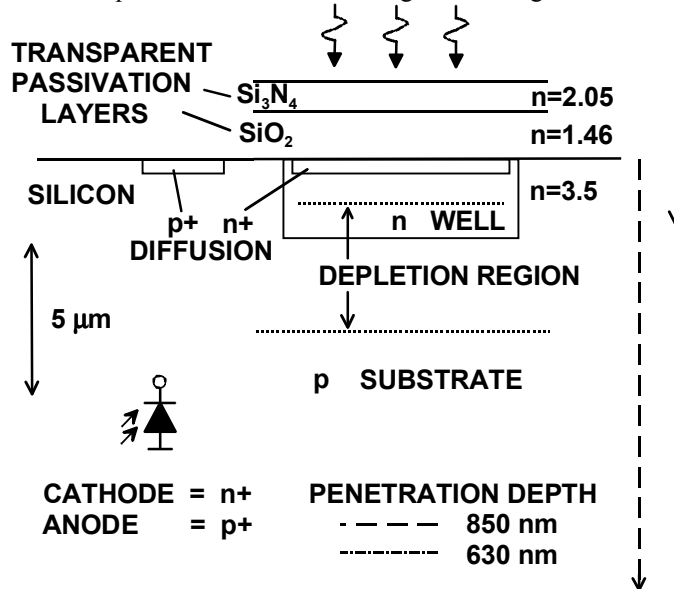 TRANSPARENT
PASSIVATION
LAYERS
Si3N4
n=2.05
SiO2
n=1.46
SILICON
n=3.5
p+ n+
DIFFUSION
n WELL
DEPLETION REGION
5 µm
p SUBSTRATE
CATHODE = n+
ANODE = p+
PENETRATION DEPTH
850 nm
630 nm